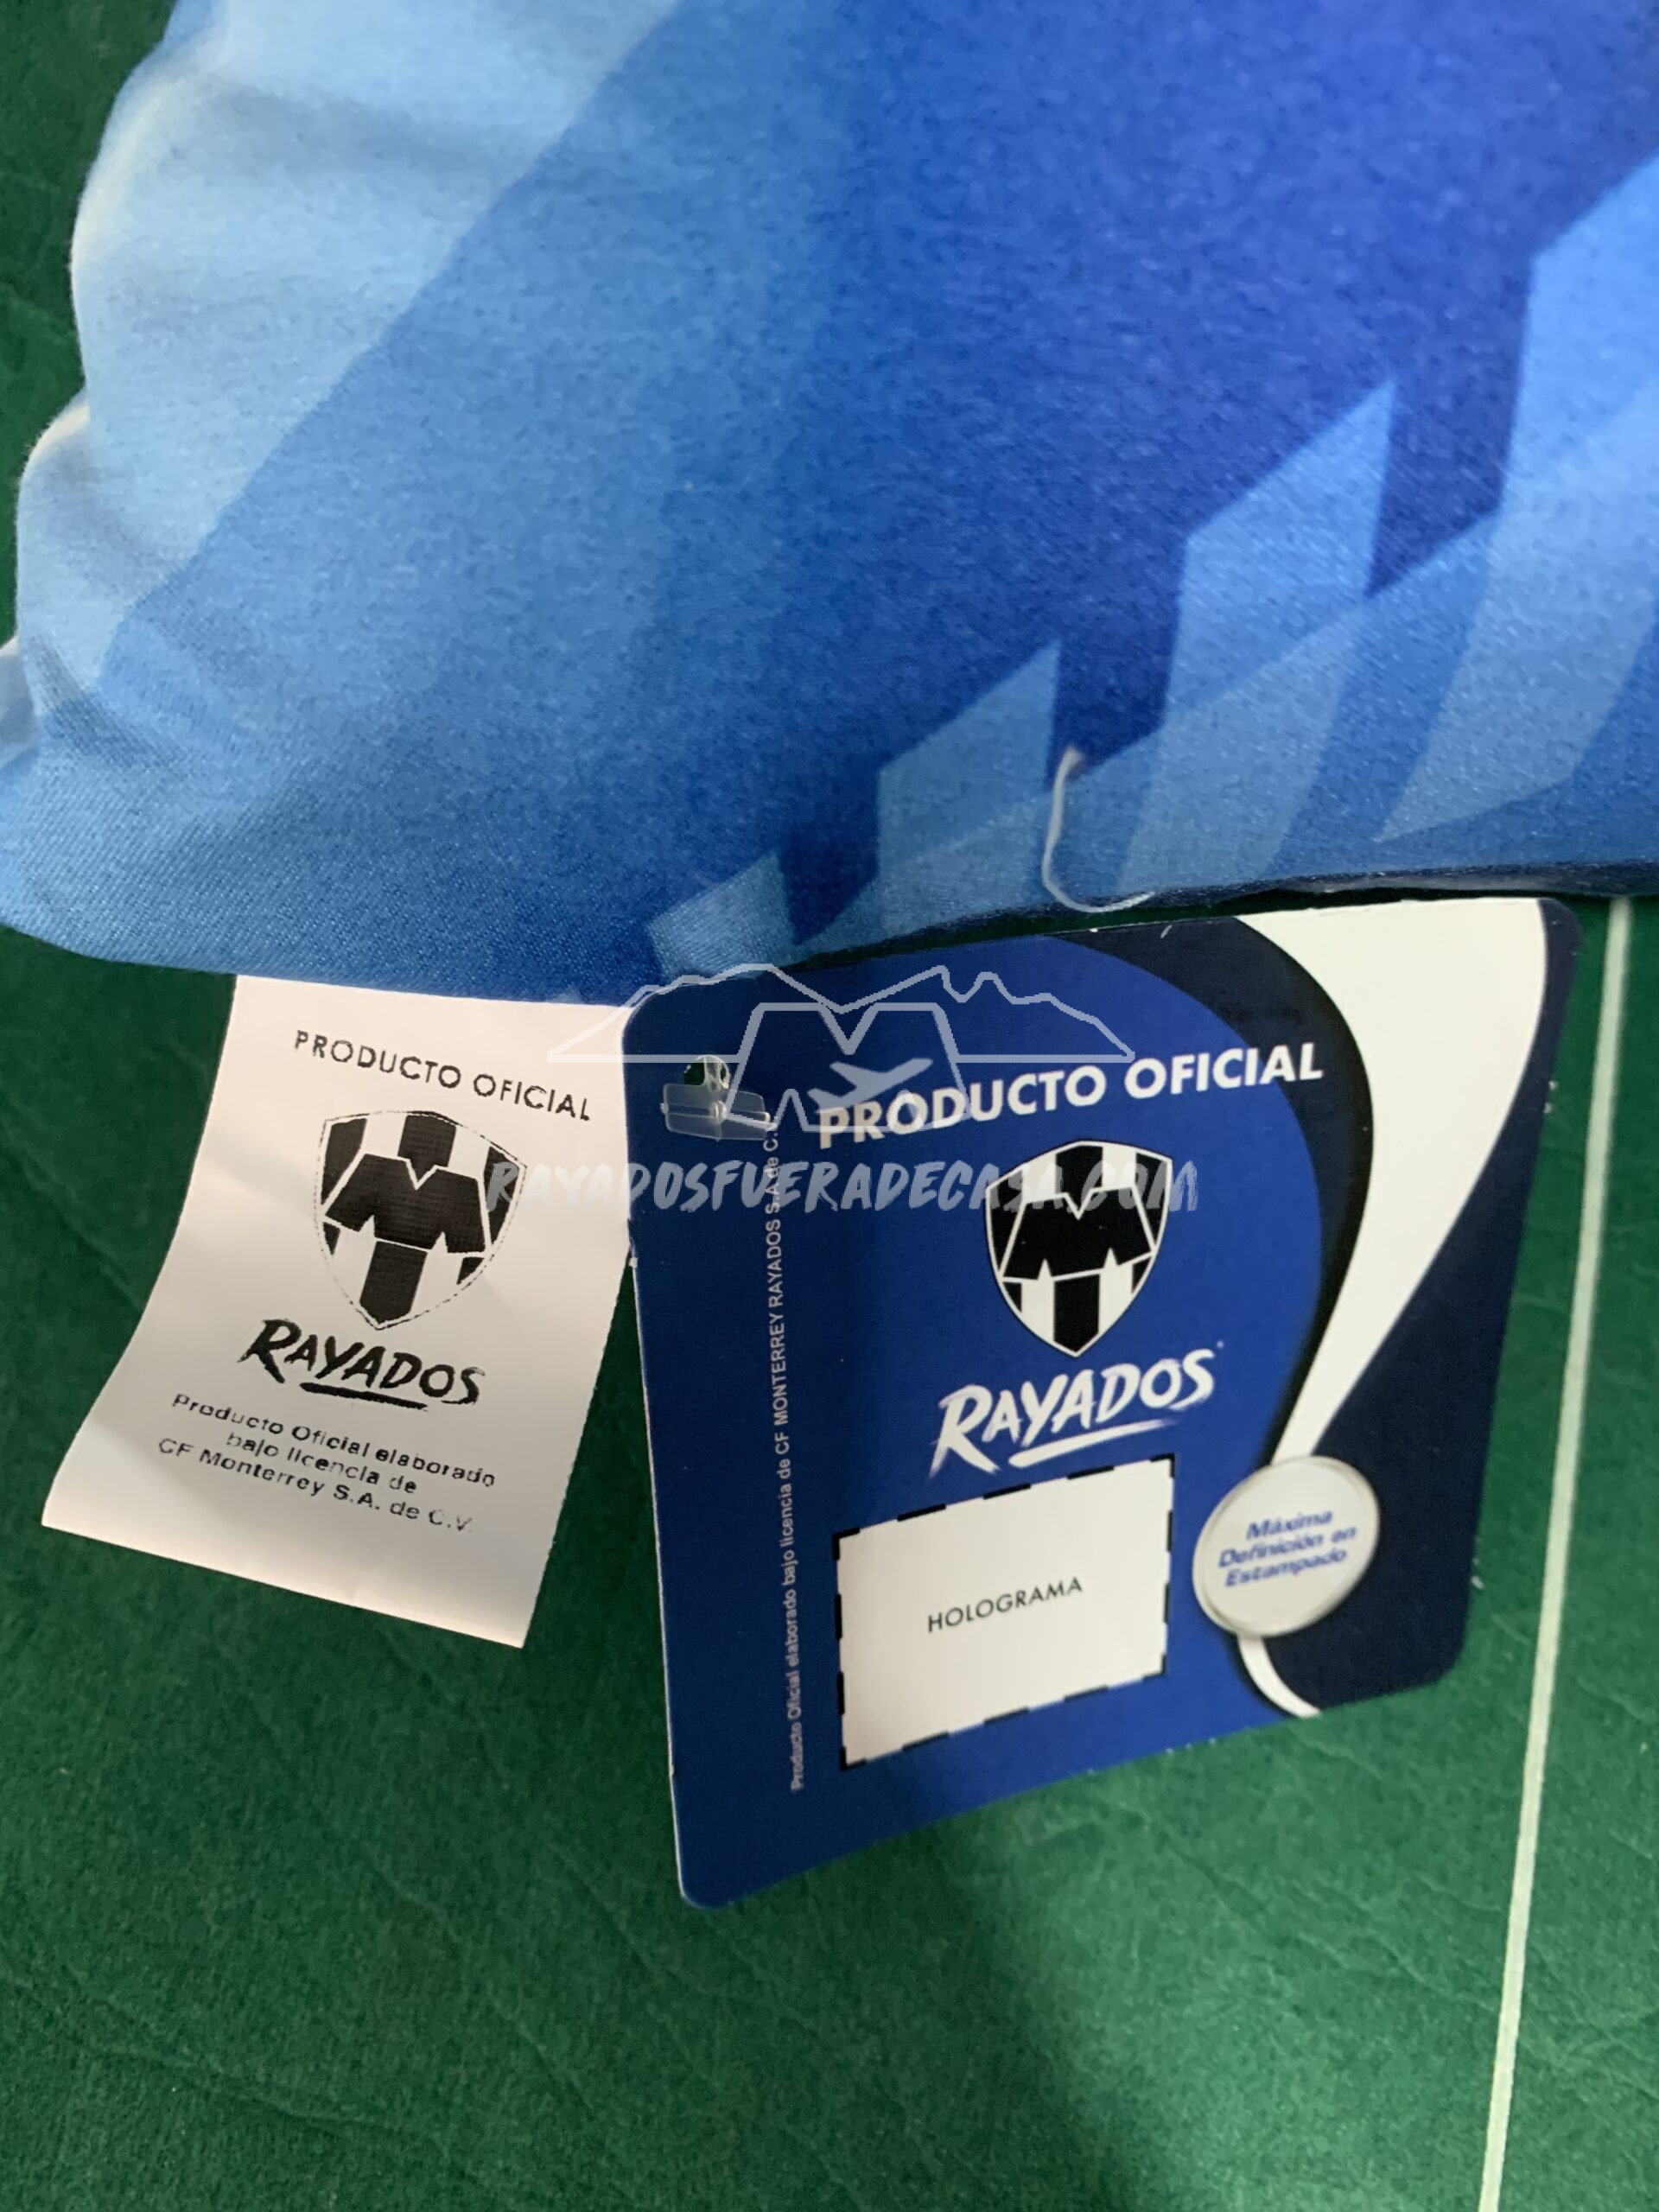 PRODUCTO OFICIAL
RAYADOS
Producto Oficial elaborado
bajo licencia de
CF Monterrey S.A. de C.V.
PRODUCTO OFICIAL
RAYADOS
HOLOGRAMA
Máxima
Definición en
Estampado
Producto Oficial elaborado bajo licencia de CF MONTERREY RAYADOS S.A de C.V.
RAYADOSFUERADECASA.COM